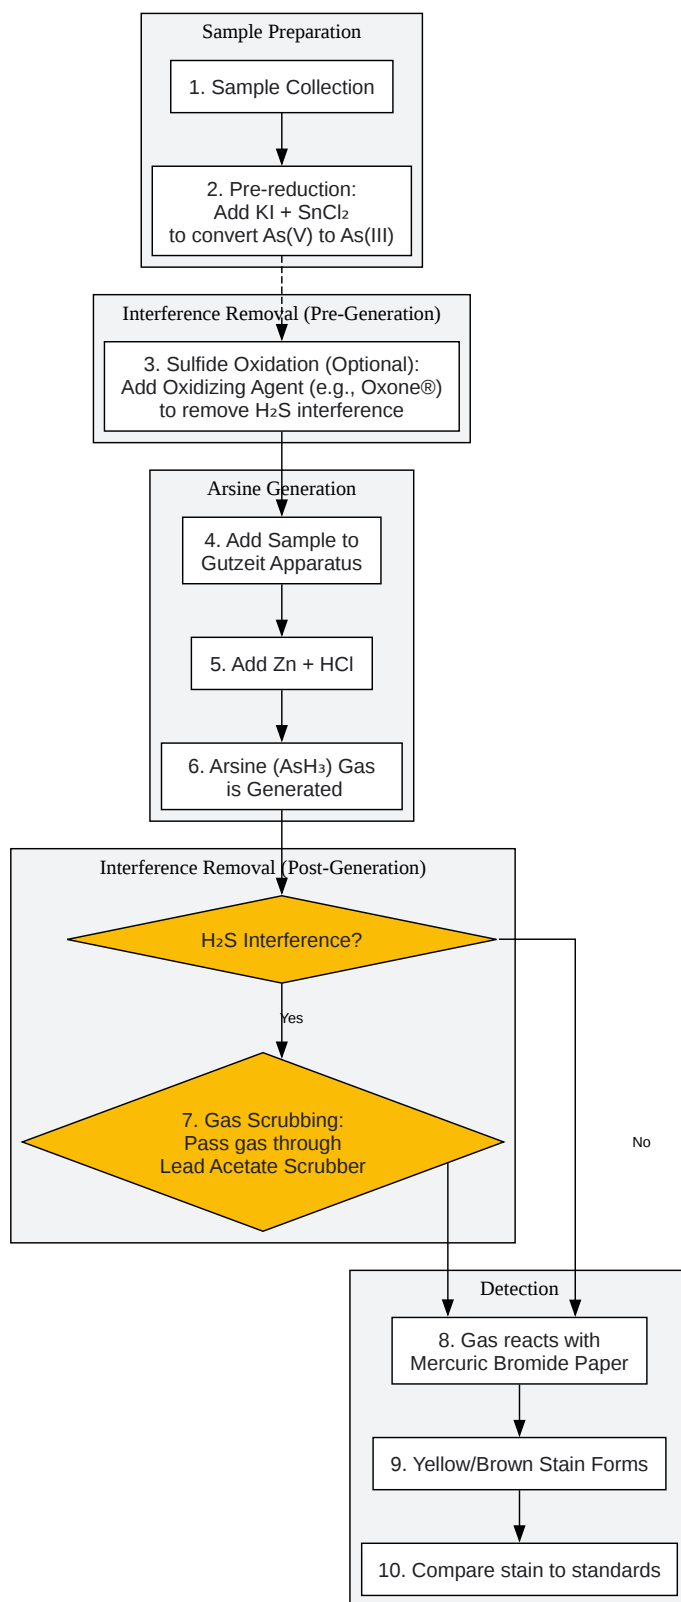 Sample Preparation
1. Sample Collection
2. Pre-reduction:
Add KI + SnCl₂
to convert As(V) to As(III)
Interference Removal (Pre-Generation)
3. Sulfide Oxidation (Optional):
Add Oxidizing Agent (e.g., Oxone®)
to remove H₂S interference
Arsine Generation
4. Add Sample to
Gutzeit Apparatus
5. Add Zn + HCl
6. Arsine (AsH₃) Gas
is Generated
Interference Removal (Post-Generation)
H₂S Interference?
Yes
7. Gas Scrubbing:
Pass gas through
Lead Acetate Scrubber
No
Detection
8. Gas reacts with
Mercuric Bromide Paper
9. Yellow/Brown Stain Forms
10. Compare stain to standards